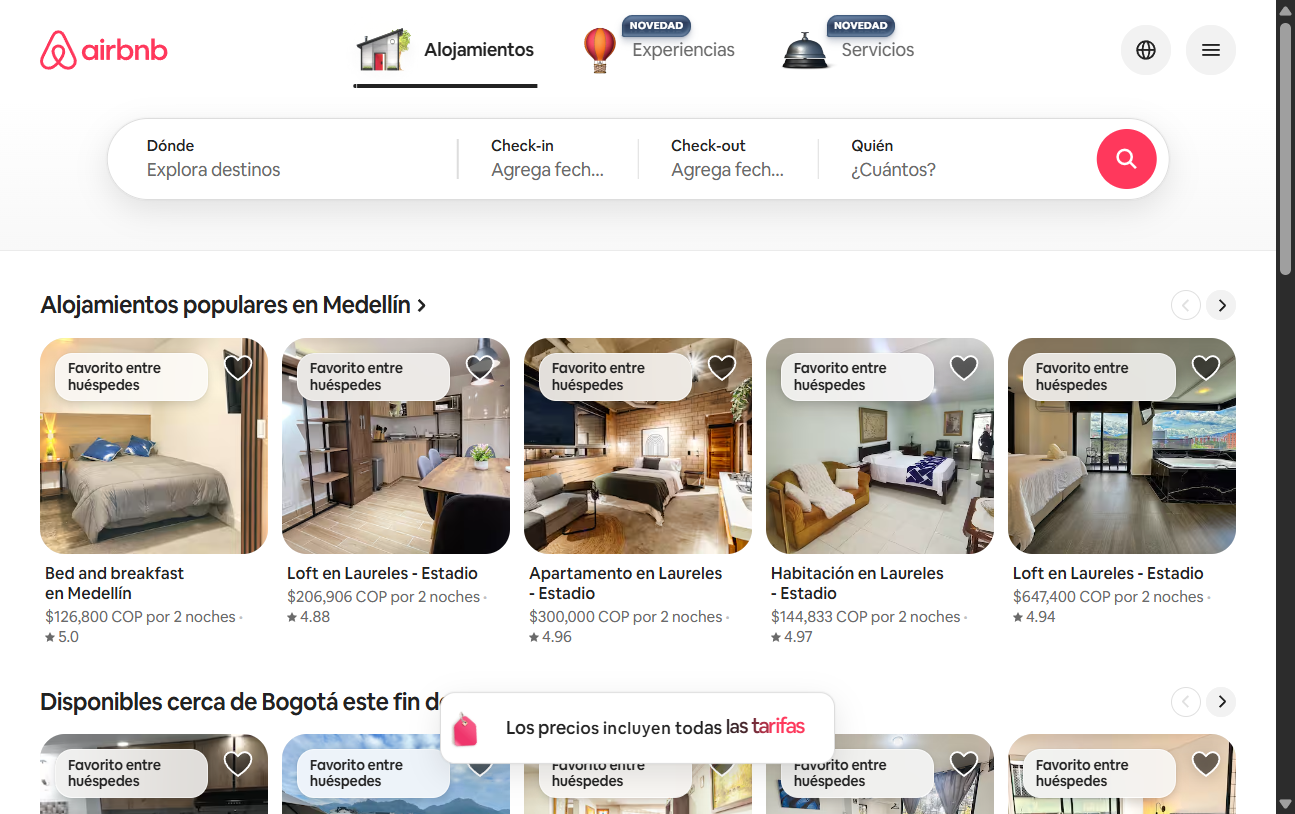 airbnb
Alojamientos
NOVEDAD
Experiencias
NOVEDAD
Servicios
Dónde
Explora destinos
Check-in
Agrega fech...
Check-out
Agrega fech...
Quién
¿Cuántos?
Alojamientos populares en Medellín
Favorito entre
huéspedes
Favorito entre
huéspedes
Favorito entre
huéspedes
Favorito entre
huéspedes
Favorito entre
huéspedes
Bed and breakfast
en Medellín
$126,800 COP por 2 noches ·
★ 5.0
Loft en Laureles - Estadio
$206,906 COP por 2 noches ·
★ 4.88
Apartamento en Laureles
- Estadio
$300,000 COP por 2 noches ·
★ 4.96
Habitación en Laureles
- Estadio
$144,833 COP por 2 noches ·
★ 4.97
Loft en Laureles - Estadio
$647,400 COP por 2 noches ·
★ 4.94
Disponibles cerca de Bogotá este fin
Los precios incluyen todas las tarifas
Favorito entre
huéspedes
Favorito entre
huéspedes
Favorito entre
huéspedes
Favorito entre
huéspedes
Favorito entre
huéspedes